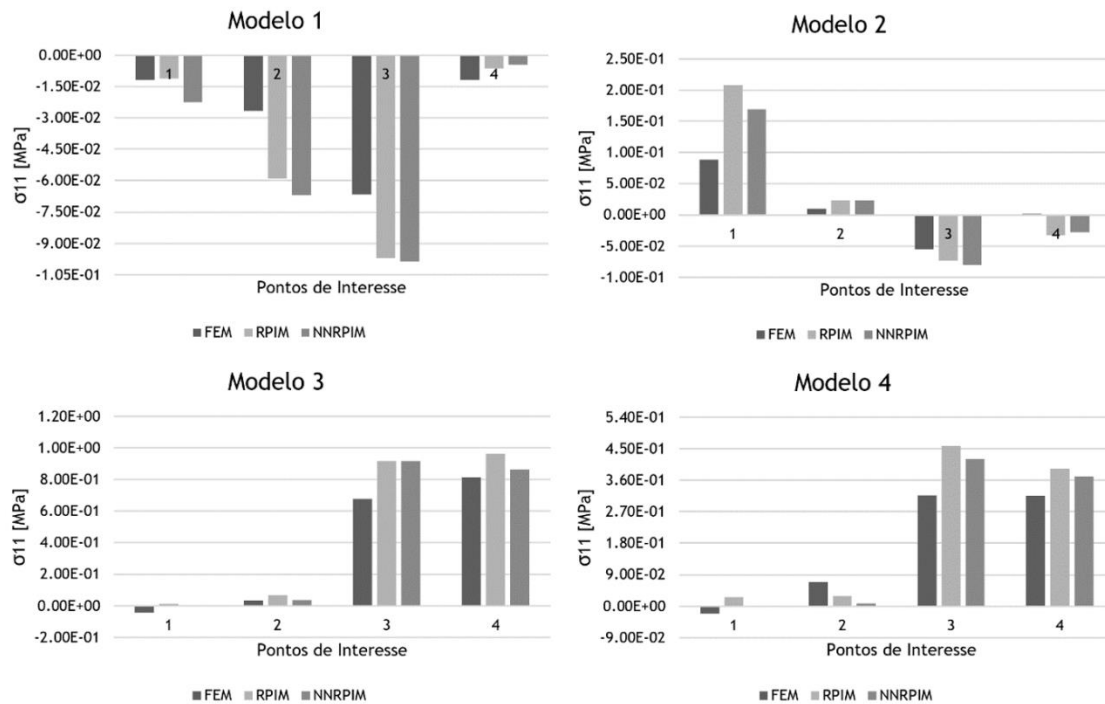 Modelo 1
0.00E+00
-1.50E-02
-3.00E-02
-4.50E-02
-6.00E-02
-7.50E-02
-9.00E-02
-1.05E-01
σ11 [MPa]
1 2 3 4
Pontos de Interesse
FEM RPIM NNRPIM
Modelo 2
2.50E-01
2.00E-01
1.50E-01
1.00E-01
5.00E-02
0.00E+00
-5.00E-02
-1.00E-01
σ11 [MPa]
1 2 3 4
Pontos de Interesse
FEM RPIM NNRPIM
Modelo 3
1.20E+00
1.00E+00
8.00E-01
6.00E-01
4.00E-01
2.00E-01
0.00E+00
-2.00E-01
σ11 [MPa]
1 2 3 4
Pontos de Interesse
FEM RPIM NNRPIM
Modelo 4
5.40E-01
4.50E-01
3.60E-01
2.70E-01
1.80E-01
9.00E-02
0.00E+00
-9.00E-02
σ11 [MPa]
1 2 3 4
Pontos de Interesse
FEM RPIM NNRPIM